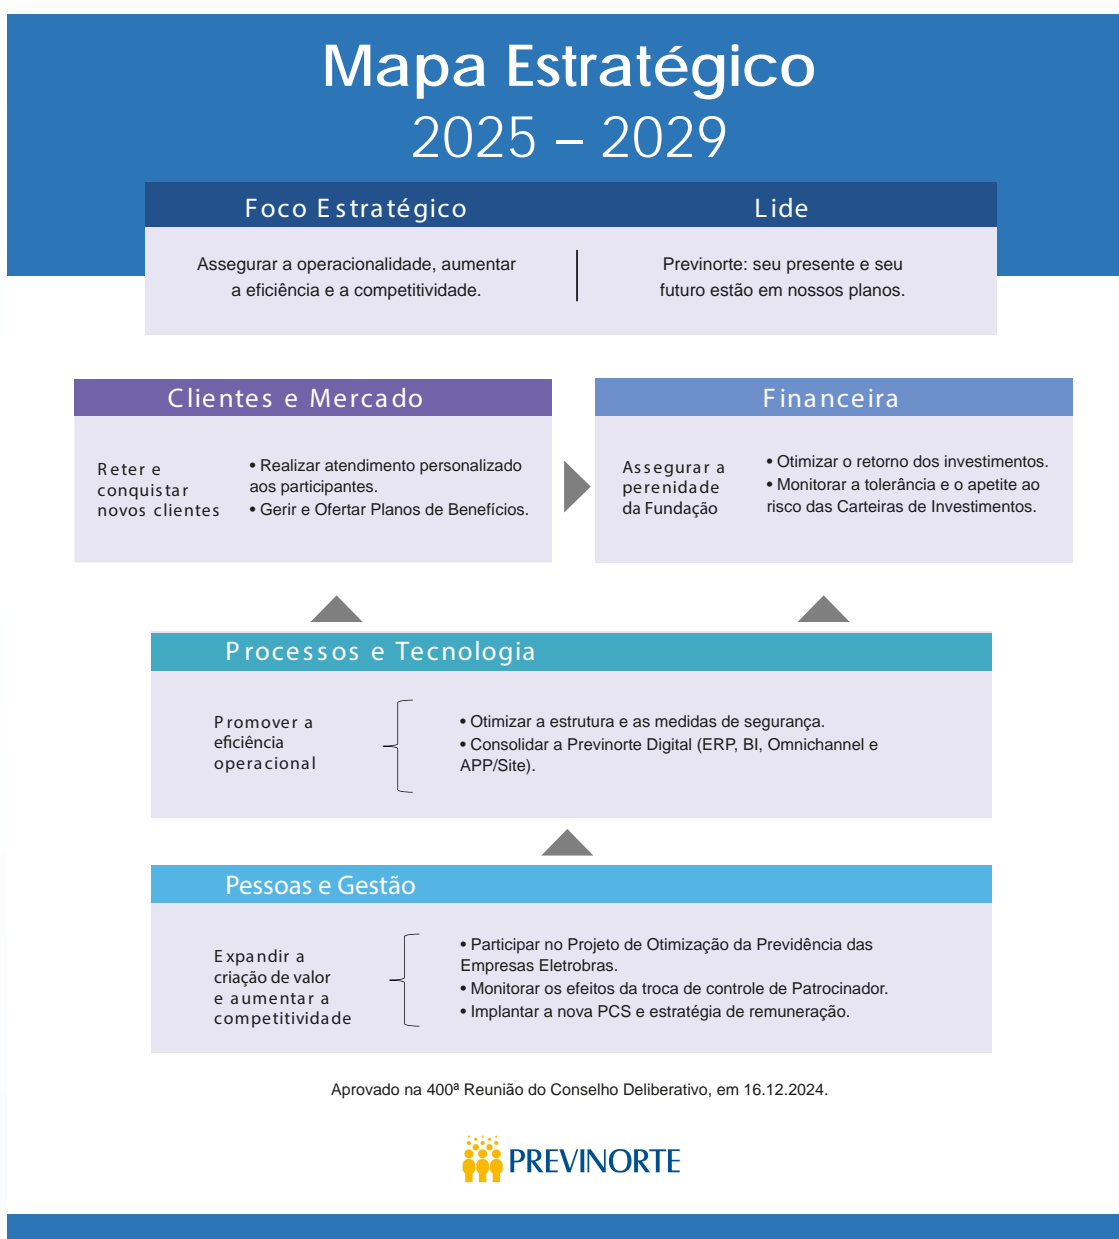 Mapa Estratégico
2025 – 2029
Foco Estratégico
Lide
Assegurar a operacionalidade, aumentar
a eficiência e a competitividade.
Previnorte: seu presente e seu
futuro estão em nossos planos.
Clientes e Mercado
Reter e
conquistar
novos clientes
• Realizar atendimento personalizado
aos participantes.
• Gerir e Ofertar Planos de Benefícios.
Financeira
Assegurar a
perenidade
da Fundação
• Otimizar o retorno dos investimentos.
• Monitorar a tolerância e o apetite ao
risco das Carteiras de Investimentos.
Processos e Tecnologia
Promover a
eficiência
operacional
• Otimizar a estrutura e as medidas de segurança.
• Consolidar a Previnorte Digital (ERP, BI, Omnichannel e
APP/Site).
Pessoas e Gestão
Expandir a
criação de valor
e aumentar a
competitividade
• Participar no Projeto de Otimização da Previdência das
Empresas Eletrobras.
• Monitorar os efeitos da troca de controle de Patrocinador.
• Implantar a nova PCS e estratégia de remuneração.
Aprovado na 400ª Reunião do Conselho Deliberativo, em 16.12.2024.
PREVINORTE